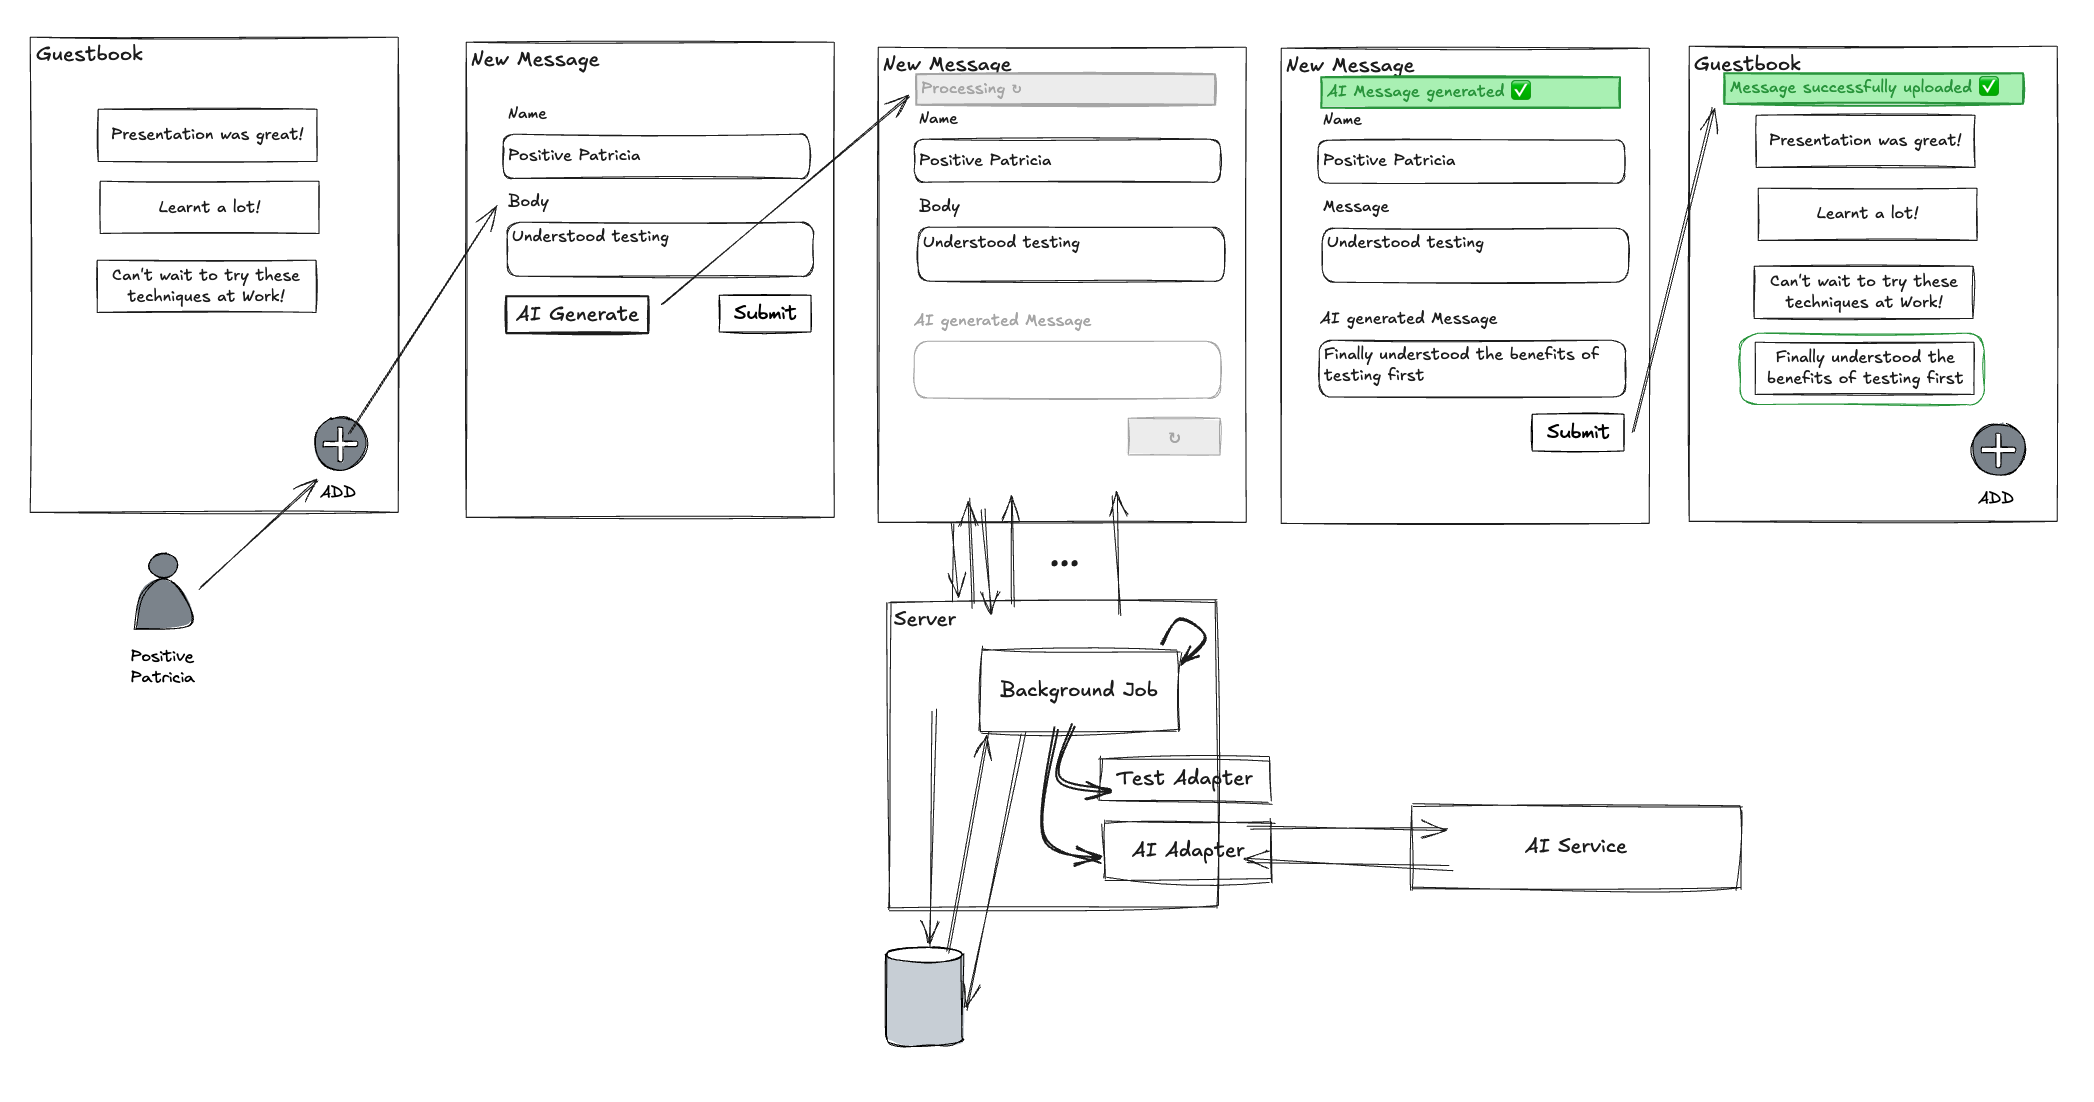 Guestbook
Presentation was great!
Learnt a lot!
Can't wait to try these
techniques at Work!
ADD
Positive
Patricia
New Message
Name
Positive Patricia
Body
Understood testing
AI Generate
Submit
New Message
Processing ↻
Name
Positive Patricia
Body
Understood testing
AI generated Message
↻
New Message
AI Message generated ✅
Name
Positive Patricia
Message
Understood testing
AI generated Message
Finally understood the benefits of
testing first
Submit
Guestbook
Message successfully uploaded ✅
Presentation was great!
Learnt a lot!
Can't wait to try these
techniques at Work!
Finally understood the
benefits of testing first
ADD
...
Server
Background Job
Test Adapter
AI Adapter
AI Service